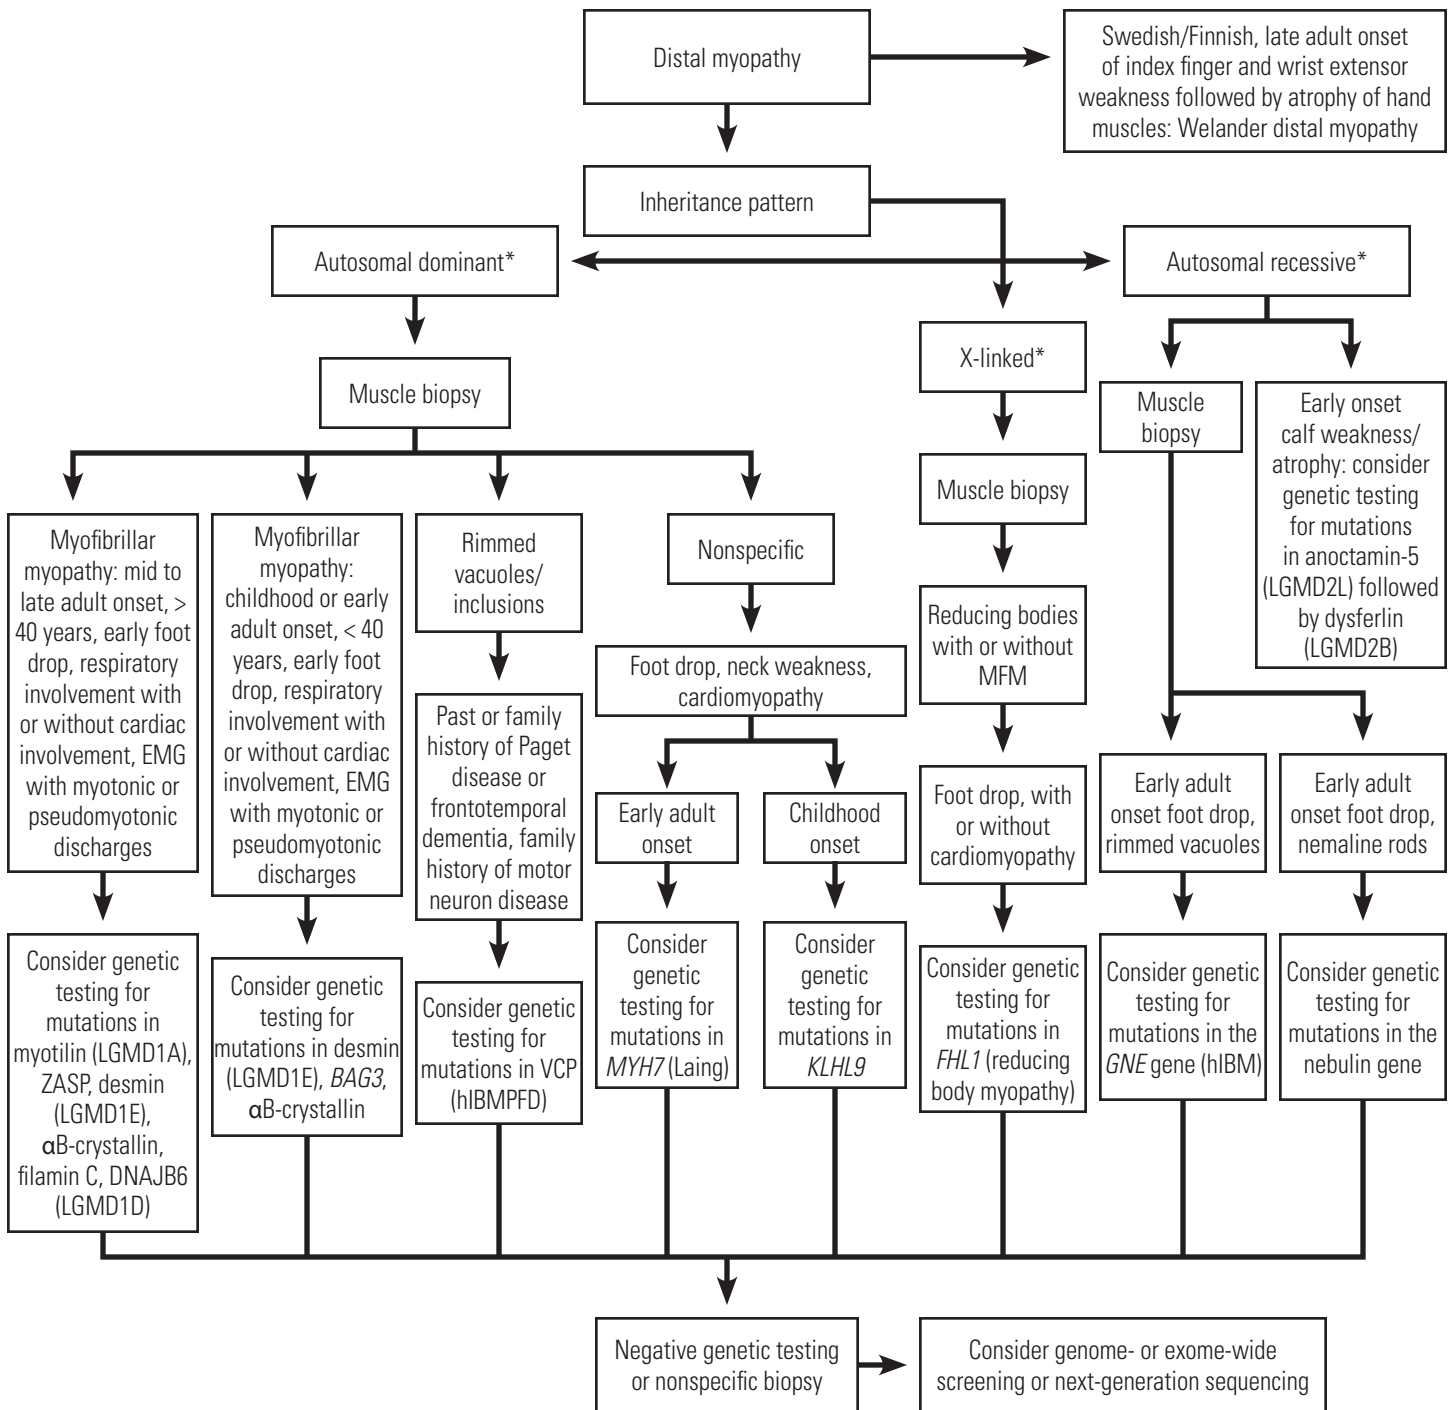 Distal myopathy
Swedish/Finnish, late adult onset
of index finger and wrist extensor
weakness followed by atrophy of hand
muscles: Welander distal myopathy
Inheritance pattern
Autosomal dominant*
Autosomal recessive*
X-linked*
Muscle biopsy
Muscle
biopsy
Early onset
calf weakness/
atrophy: consider
genetic testing
for mutations
in anoctamin-5
(LGMD2L) followed
by dysferlin
(LGMD2B)
Muscle biopsy
Myofibrillar
myopathy: mid to
late adult onset, >
40 years, early foot
drop, respiratory
involvement with
or without cardiac
involvement, EMG
with myotonic or
pseudomyotonic
discharges
Myofibrillar
myopathy:
childhood or early
adult onset, < 40
years, early foot
drop, respiratory
involvement with
or without cardiac
involvement, EMG
with myotonic or
pseudomyotonic
discharges
Rimmed
vacuoles/
inclusions
Nonspecific
Reducing bodies
with or without
MFM
Foot drop, neck weakness,
cardiomyopathy
Past or family
history of Paget
disease or
frontotemporal
dementia, family
history of motor
neuron disease
Early adult
onset
Childhood
onset
Foot drop, with
or without
cardiomyopathy
Early adult
onset foot drop,
rimmed vacuoles
Early adult
onset foot drop,
nemaline rods
Consider genetic
testing for
mutations in
myotilin (LGMD1A),
ZASP, desmin
(LGMD1E),
αB-crystallin,
filamin C, DNAJB6
(LGMD1D)
Consider genetic
testing for
mutations in desmin
(LGMD1E), BAG3,
αB-crystallin
Consider genetic
testing for
mutations in VCP
(hIBMPFD)
Consider
genetic
testing for
mutations in
MYH7 (Laing)
Consider
genetic
testing for
mutations in
KLHL9
Consider genetic
testing for
mutations in
FHL1 (reducing
body myopathy)
Consider genetic
testing for
mutations in the
GNE gene (hIBM)
Consider genetic
testing for
mutations in the
nebulin gene
Negative genetic testing
or nonspecific biopsy
Consider genome- or exome-wide
screening or next-generation sequencing